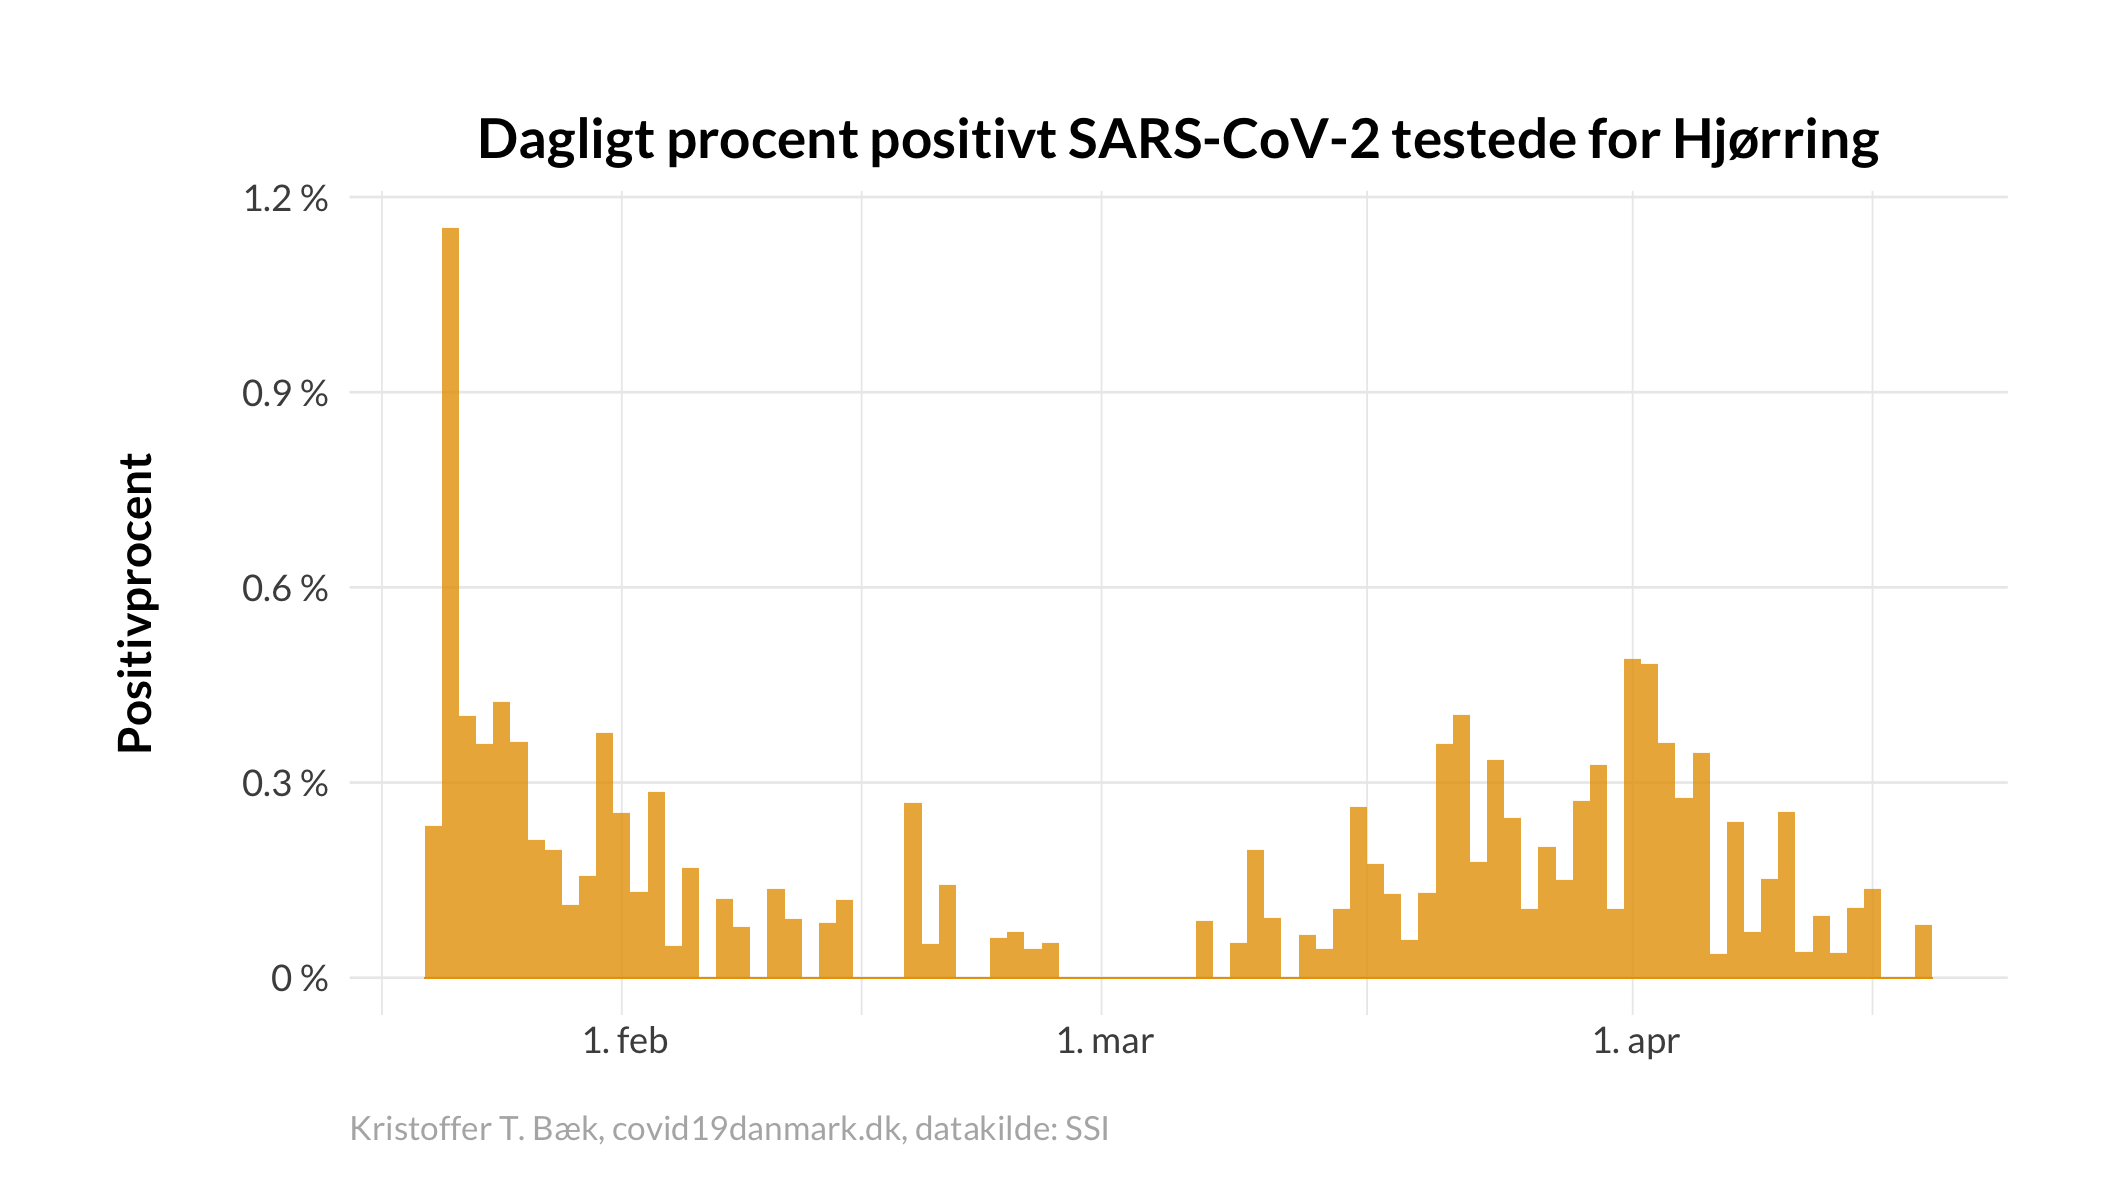 Dagligt procent positivt SARS-CoV-2 testede for Hjørring
Positivprocent
1.2 %
0.9 %
0.6 %
0.3 %
0 %
1. feb
1. mar
1. apr
Kristoffer T. Bæk, covid19danmark.dk, datakilde: SSI